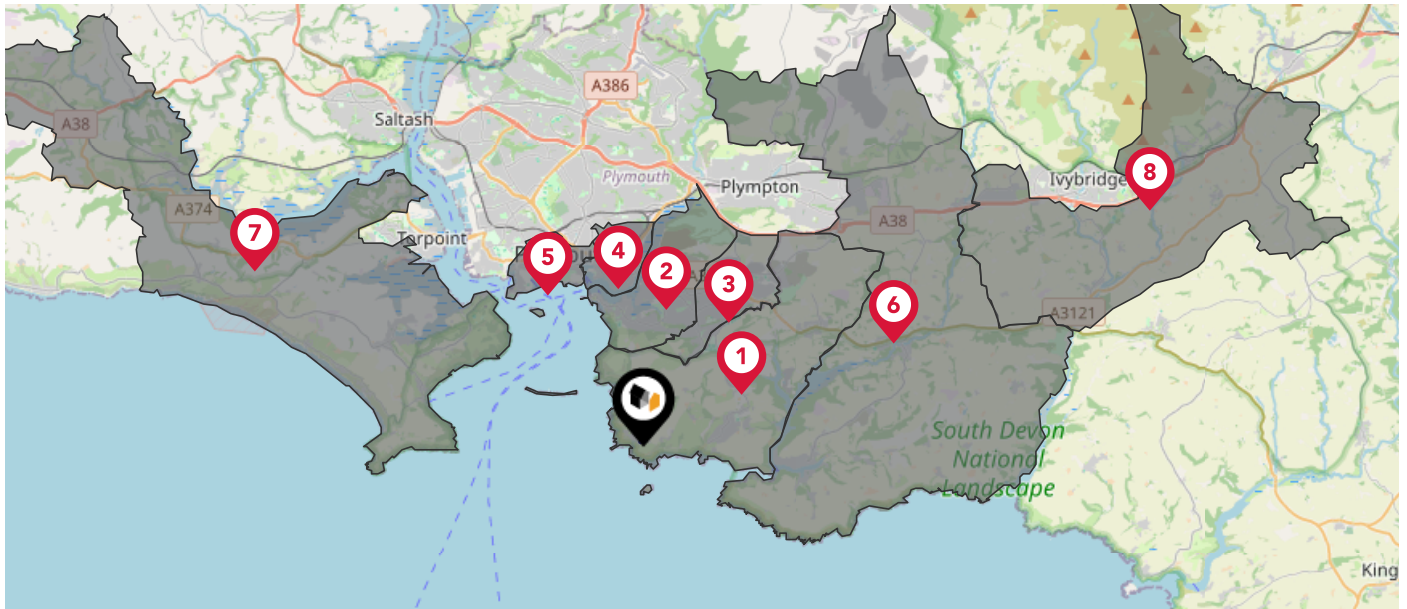 A386
A38
Saltash
Plymouth
Plympton
Ivybridge
8
A374
A38
7
Torpoint
5
4
2
3
6
A3121
1
South Devon
National
Landscape
King